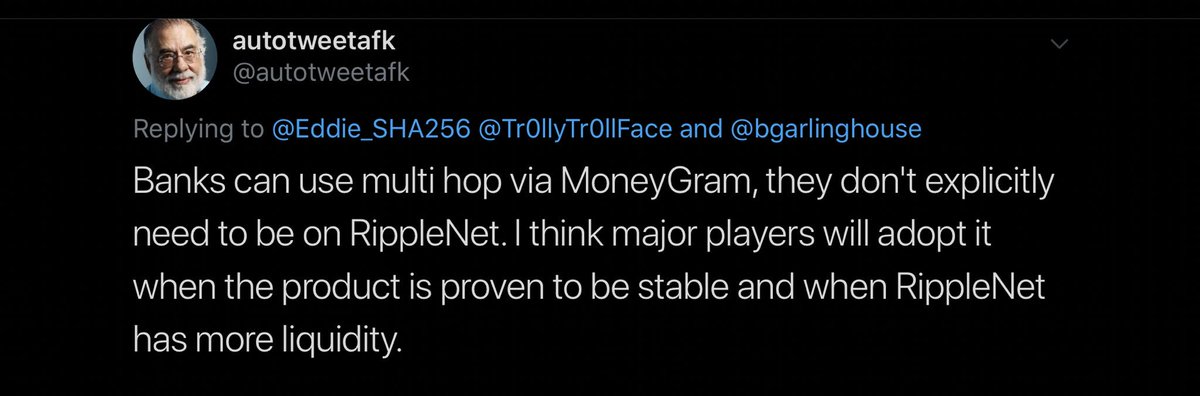 autotweetafk
@autotweetafk
Replying to @Eddie_SHA256 @Tr0llyTr0llFace and @bgarlinghouse
Banks can use multi hop via MoneyGram, they don't explicitly
need to be on RippleNet. I think major players will adopt it
when the product is proven to be stable and when RippleNet
has more liquidity.